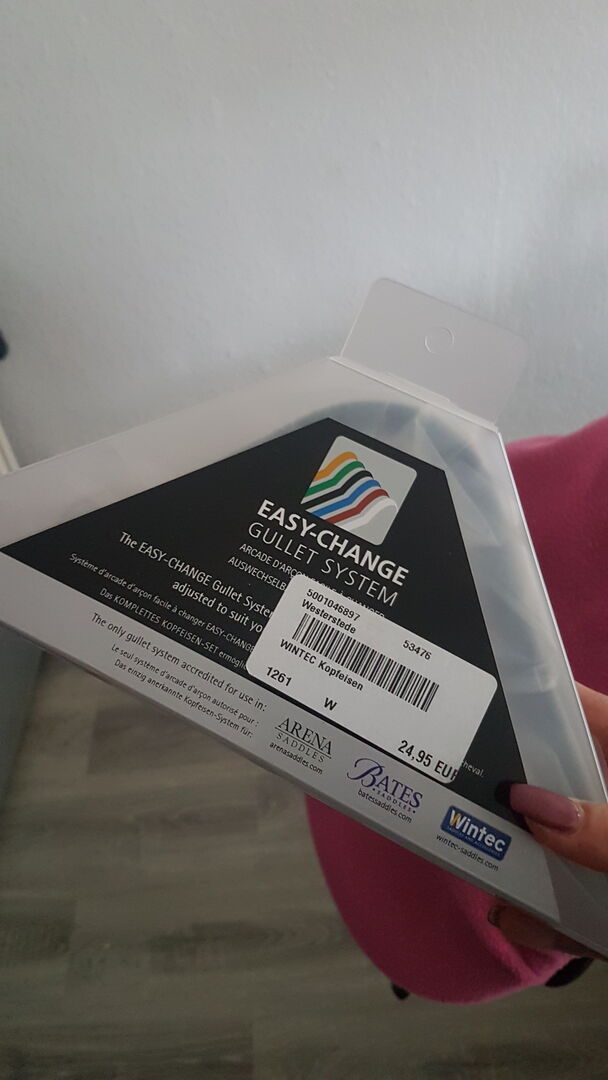 EASY-CHANGE
GULLET SYSTEM
ARCADE D'ARÇON
The EASY-CHANGE Gullet System
adjusted to suit
Système d'arcade d'arçon facile à changer EASY-CHANGE
Das KOMPLETTES KOPFEISEN-SET
5001046897
Westerstede 53476
WINTEC Kopfeisen
1261 W
24,95 EUR
cheval.
The only gullet system accredited for use in:
Le seul système d'arcade d'arçon autorisé pour :
Das einzig anerkannte Kopfeisen-System für:
ARENA
SADDLES
arenasaddles.com
BATES
SADDLES
batessaddles.com
Wintec
wintec-saddles.com